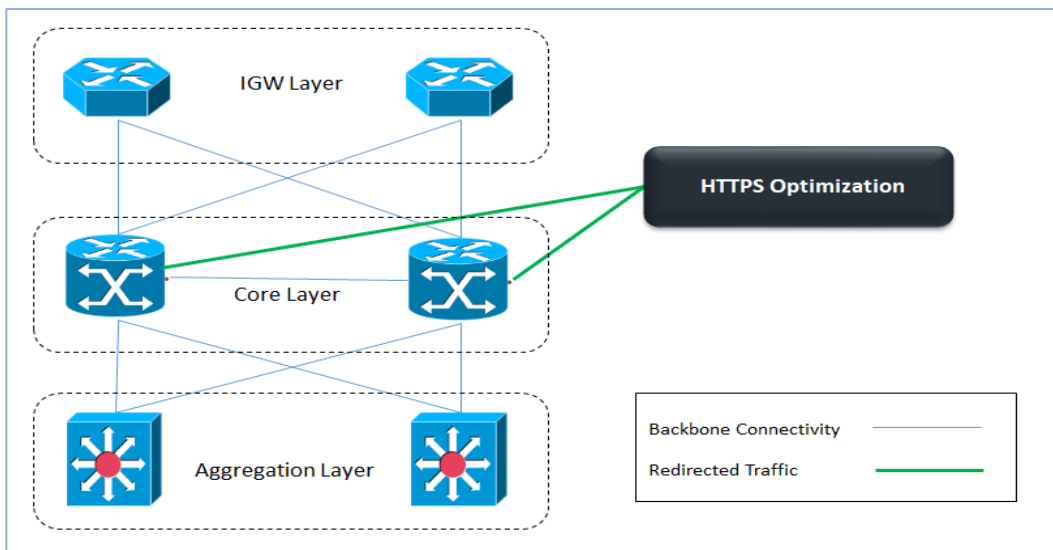 IGW Layer
HTTPS Optimization
Core Layer
Aggregation Layer
Backbone Connectivity
Redirected Traffic